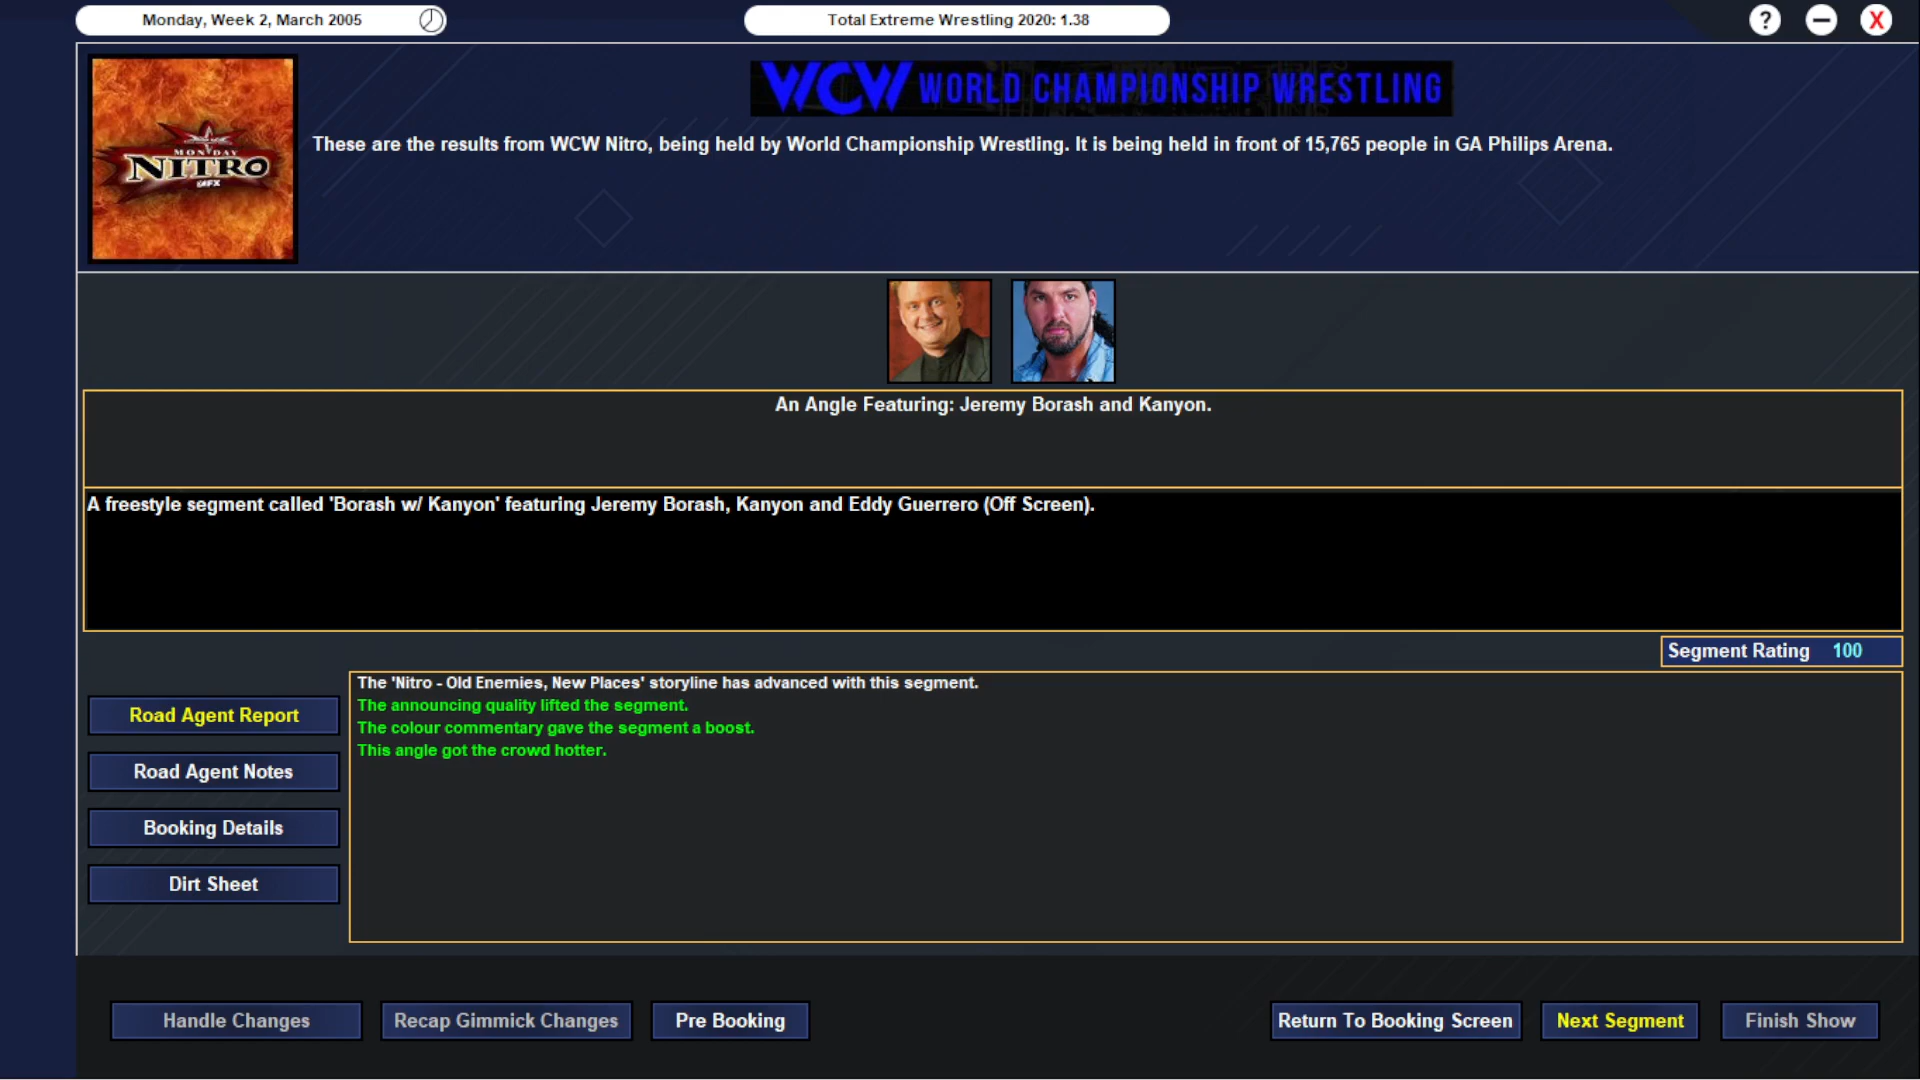 Monday, Week 2, March 2005
Total Extreme Wrestling 2020: 1.38
?
X
WCW WORLD CHAMPIONSHIP WRESTLING
MONDAY
NITRO
These are the results from WCW Nitro, being held by World Championship Wrestling. It is being held in front of 15,765 people in GA Philips Arena.
An Angle Featuring: Jeremy Borash and Kanyon.
A freestyle segment called 'Borash w/ Kanyon' featuring Jeremy Borash, Kanyon and Eddy Guerrero (Off Screen).
Segment Rating 100
Road Agent Report
Road Agent Notes
Booking Details
Dirt Sheet
The 'Nitro - Old Enemies, New Places' storyline has advanced with this segment.
The announcing quality lifted the segment.
The colour commentary gave the segment a boost.
This angle got the crowd hotter.
Handle Changes
Recap Gimmick Changes
Pre Booking
Return To Booking Screen
Next Segment
Finish Show